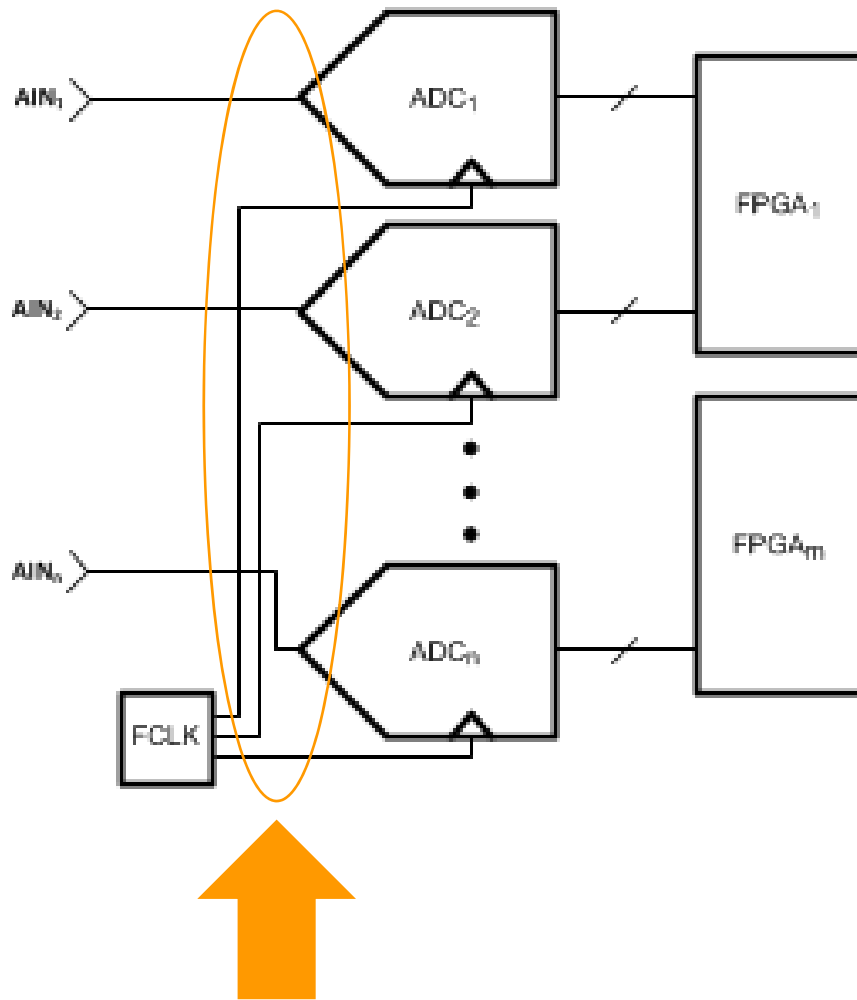 AIN₁
ADC₁
FPGA₁
AIN₂
ADC₂
FPGAₘ
AINₙ
ADCₙ
FCLK